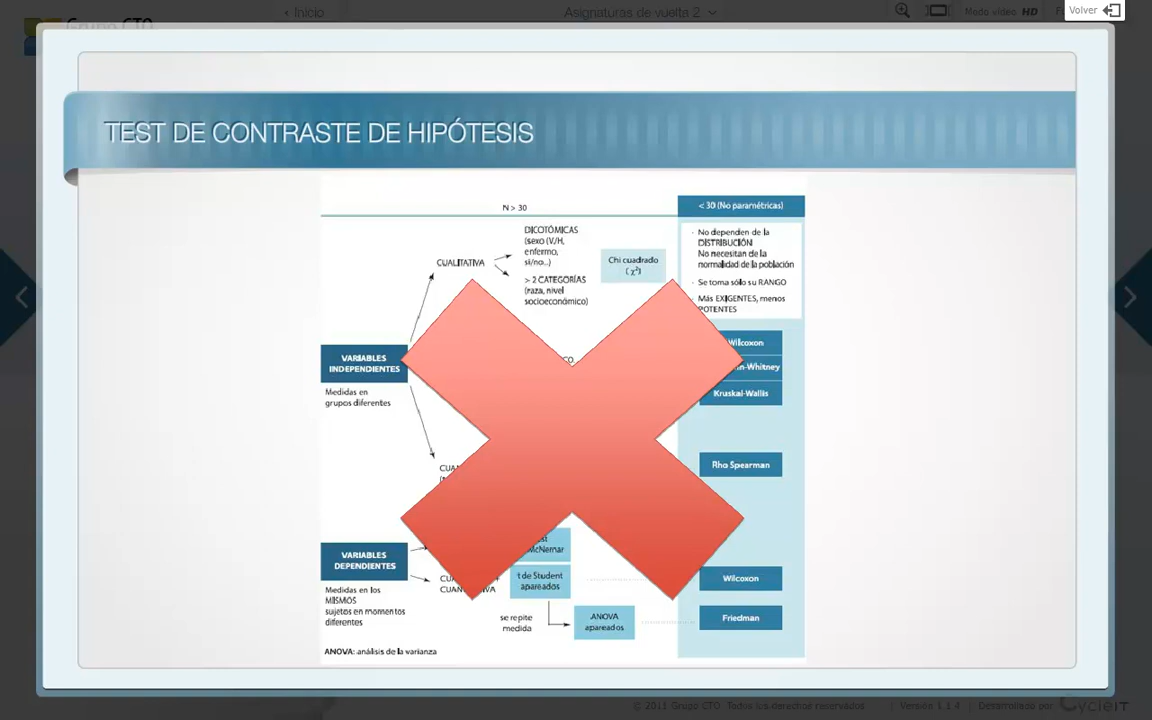 Inicio
Asignaturas de vuelta 2
Modo vídeo HD
Volver
Grupo CTO
TEST DE CONTRASTE DE HIPÓTESIS
N > 30
< 30 (No paramétricas)
DICOTÓMICAS
(sexo (V/H,
enfermo,
sí/no...)
CUALITATIVA
> 2 CATEGORÍAS
(raza, nivel
socioeconómico)
Chi cuadrado
(χ²)
· No dependen de la
DISTRIBUCIÓN
No necesitan de la
normalidad de la población
· Se toma sólo su RANGO
· Más EXIGENTES, menos
POTENTES
VARIABLES
INDEPENDIENTES
Medidas en
grupos diferentes
Wilcoxon
n-Whitney
Kruskal-Wallis
Rho Spearman
VARIABLES
DEPENDIENTES
Medidas en los
MISMOS
sujetos en momentos
diferentes
McNemar
t de Student
apareados
se repite
medida
ANOVA
apareados
Wilcoxon
Friedman
ANOVA: análisis de la varianza
© 2011 Grupo CTO. Todos los derechos reservados
Versión 1.1.4
Desarrollado por
CycleIT